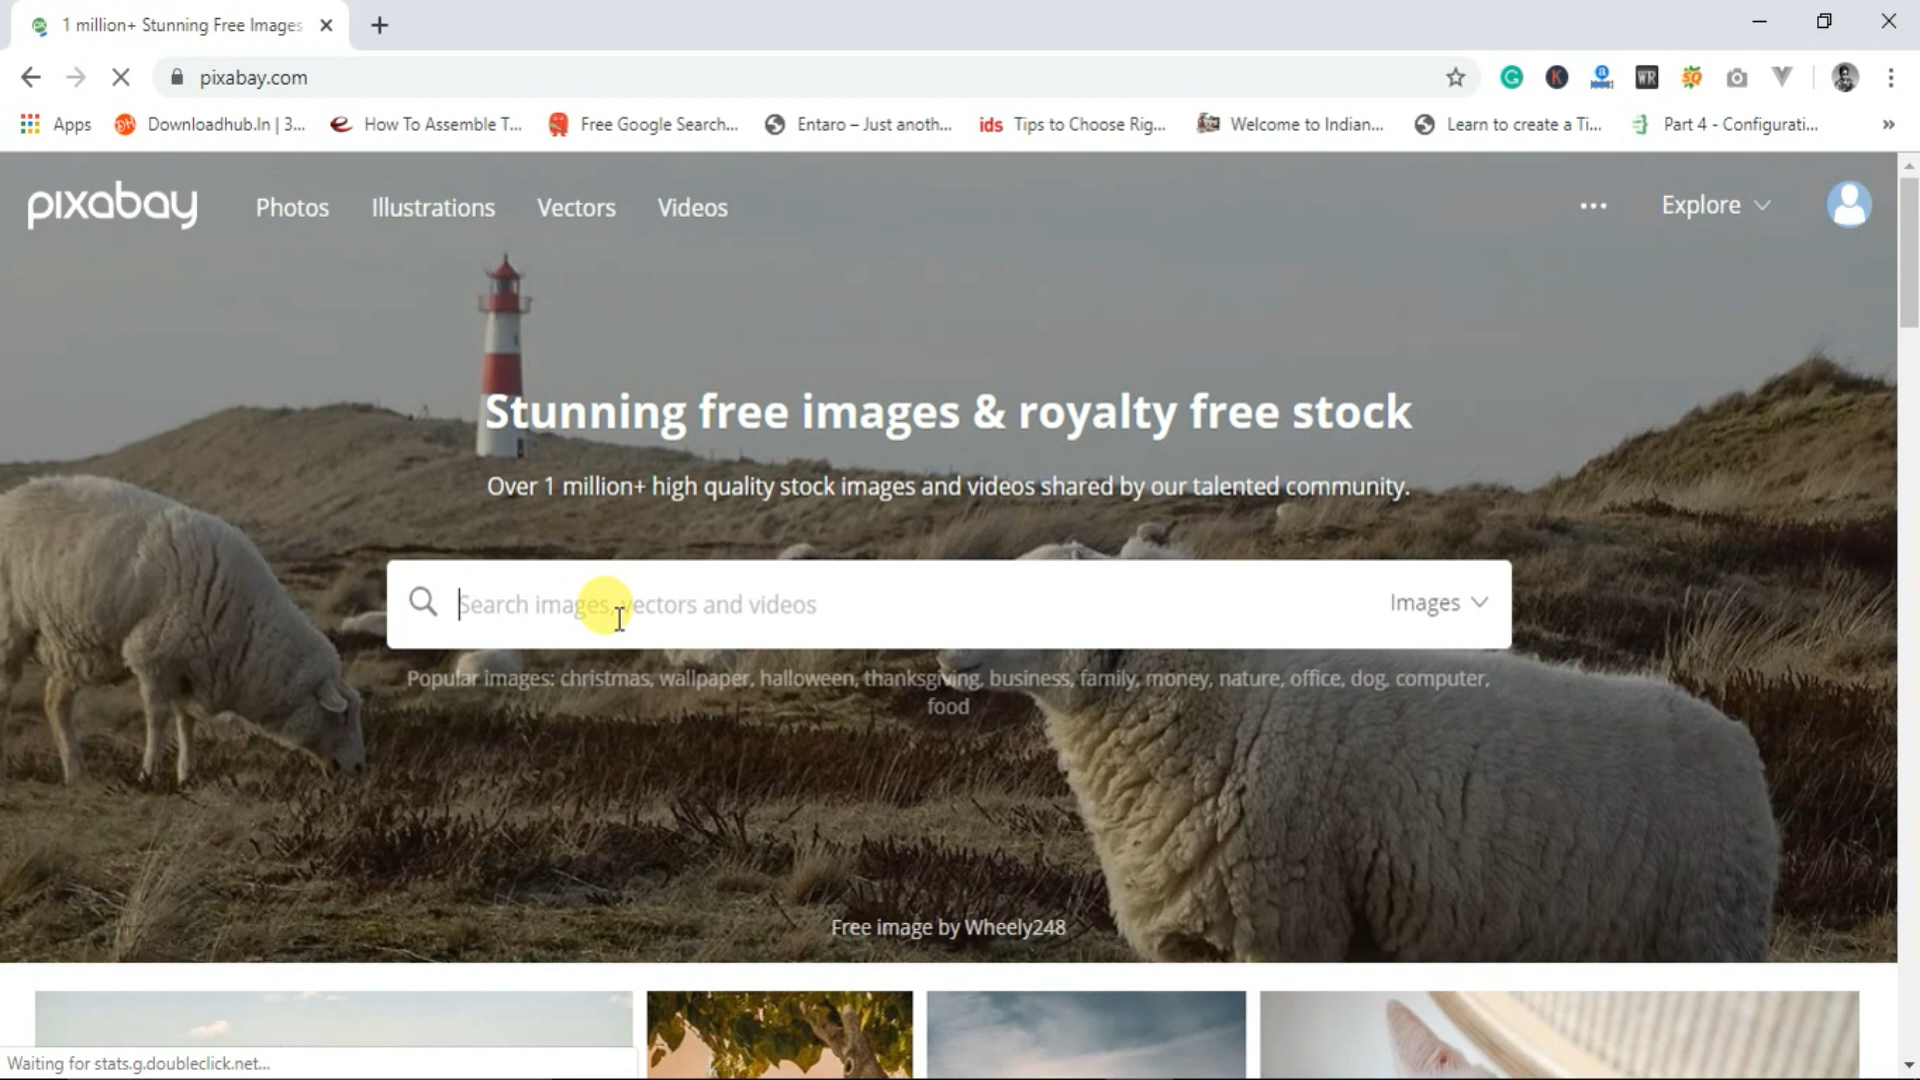 1 million+ Stunning Free Images
pixabay.com
Apps
Downloadhub.In | 3...
How To Assemble T...
Free Google Search...
Entaro – Just anoth...
ids Tips to Choose Rig...
Welcome to Indian...
Learn to create a Ti...
Part 4 - Configurati...
»
pixabay
Photos
Illustrations
Vectors
Videos
Explore
Stunning free images & royalty free stock
Over 1 million+ high quality stock images and videos shared by our talented community.
Search images, vectors and videos
Images
Popular images: christmas, wallpaper, halloween, thanksgiving, business, family, money, nature, office, dog, computer,
food
Free image by Wheely248
Waiting for stats.g.doubleclick.net...